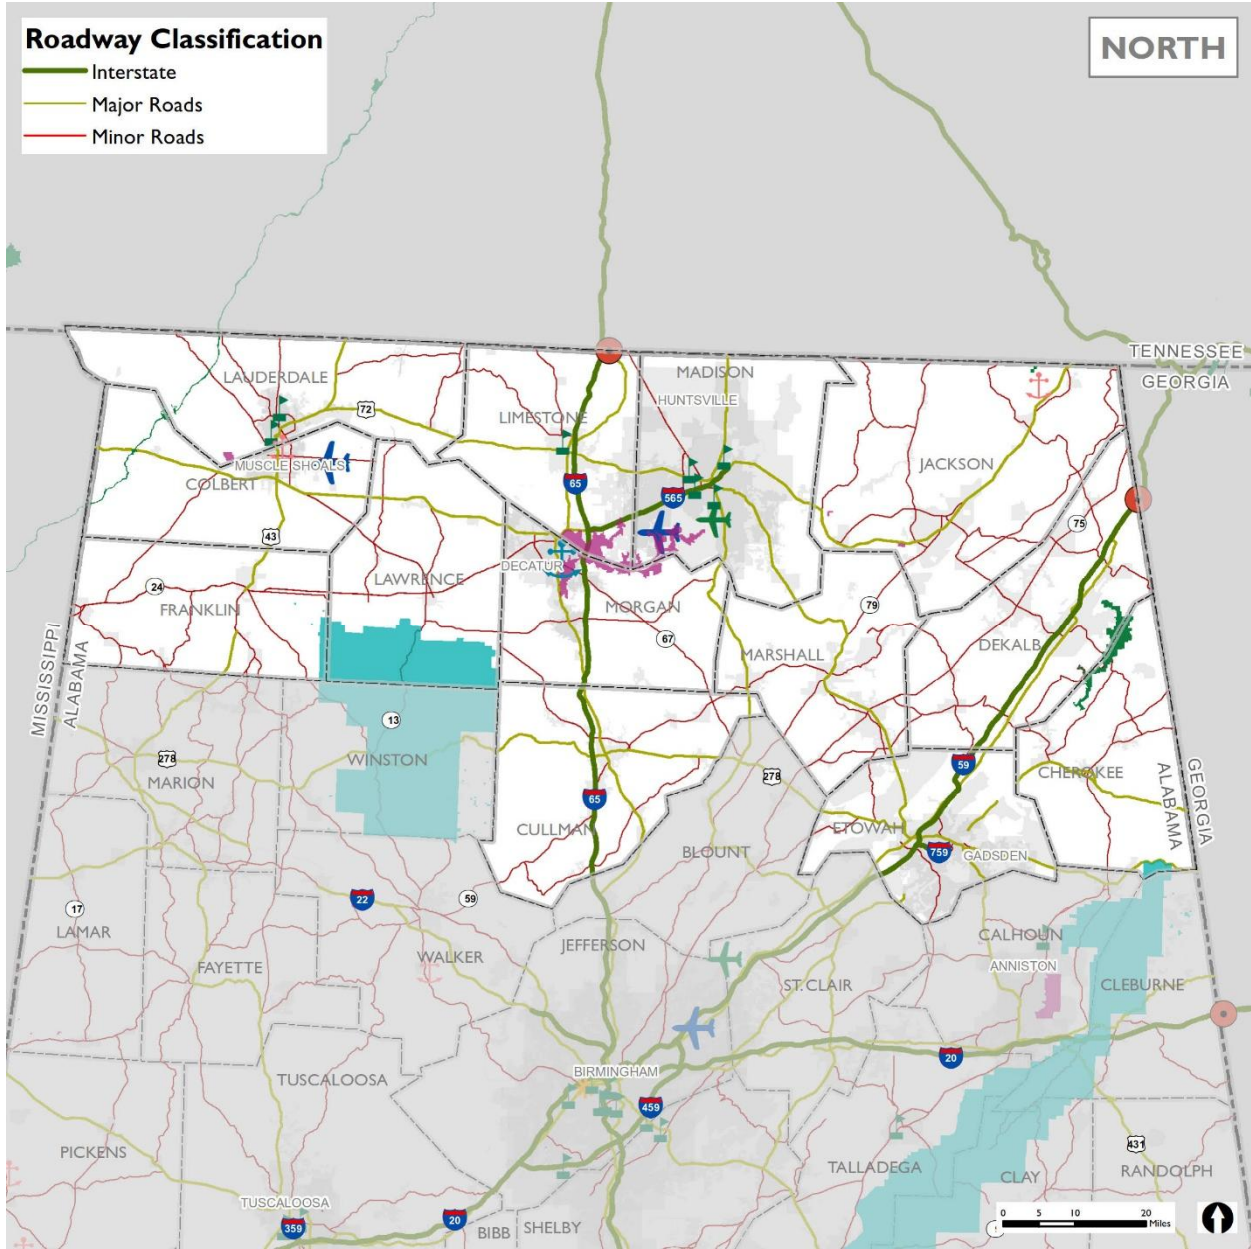 Roadway Classification
Interstate
Major Roads
Minor Roads
NORTH
TENNESSEE
GEORGIA
LAUDERDALE
72
LIMESTONE
MADISON
HUNTSVILLE
MUSCLE SHOALS
COLBERT
65
565
JACKSON
75
43
DECATUR
LAWRENCE
24
FRANKLIN
MORGAN
67
79
MARSHALL
DEKALB
MISSISSIPPI
ALABAMA
13
278
MARION
WINSTON
278
59
CHEROKEE
GEORGIA
ALABAMA
65
CULLMAN
ETOWAH
759
GADSDEN
BLOUNT
22
59
17
LAMAR
FAYETTE
WALKER
JEFFERSON
CALHOUN
ANNISTON
ST. CLAIR
CLEBURNE
TUSCALOOSA
BIRMINGHAM
20
459
PICKENS
431
TALLADEGA
CLAY
RANDOLPH
TUSCALOOSA
359
20
BIBB
SHELBY
0 5 10 20
Miles